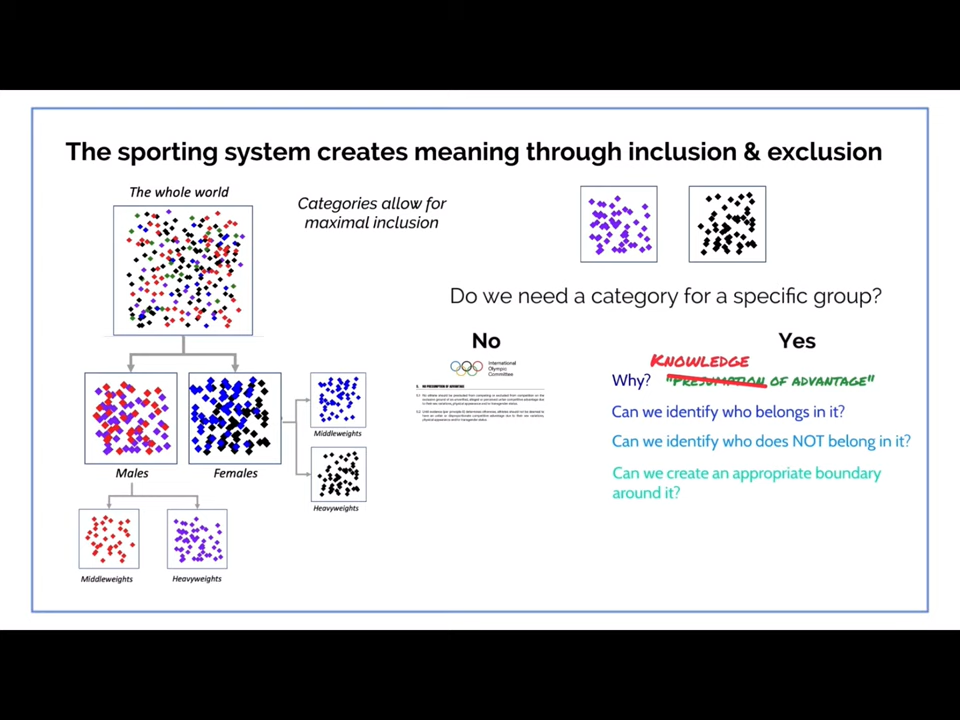 The sporting system creates meaning through inclusion & exclusion
The whole world
Categories allow for
maximal inclusion
Do we need a category for a specific group?
No
Yes
International
Olympic
Committee
KNOWLEDGE
Why? "PRESUMPTION OF ADVANTAGE"
Can we identify who belongs in it?
Can we identify who does NOT belong in it?
Can we create an appropriate boundary
around it?
Males
Females
Middleweights
Heavyweights
Middleweights
Heavyweights